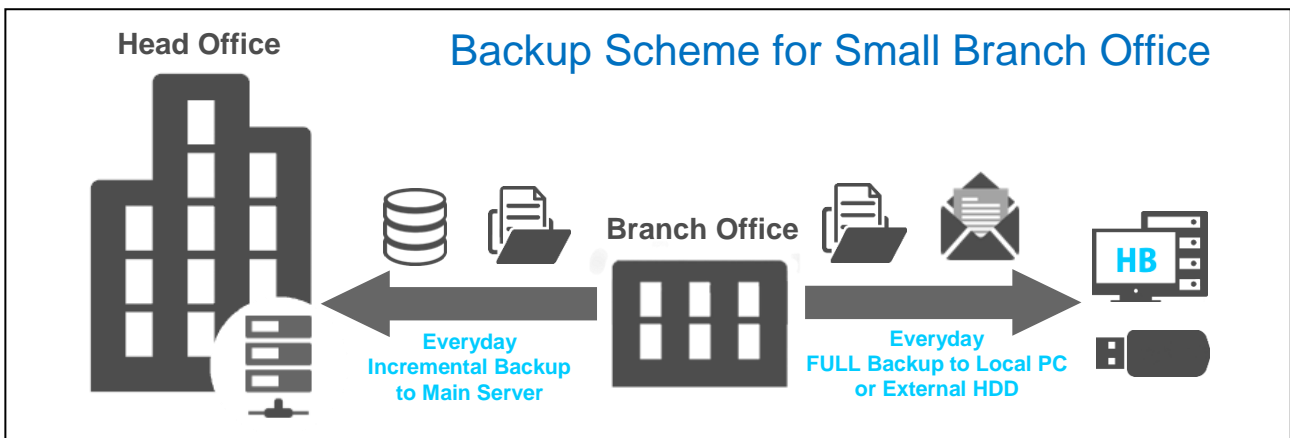 Head Office
Backup Scheme for Small Branch Office
Branch Office
HB
Everyday
Incremental Backup
to Main Server
Everyday
FULL Backup to Local PC
or External HDD